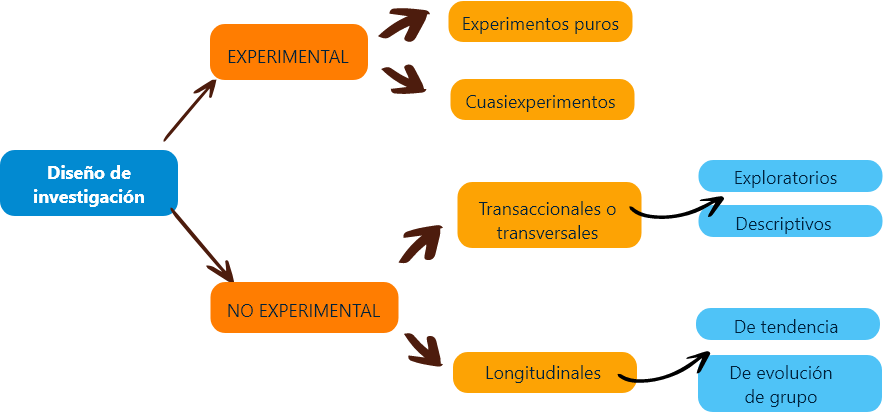 Diseño de
investigación
EXPERIMENTAL
Experimentos puros
Cuasiexperimentos
NO EXPERIMENTAL
Transaccionales o
transversales
Exploratorios
Descriptivos
Longitudinales
De tendencia
De evolución
de grupo